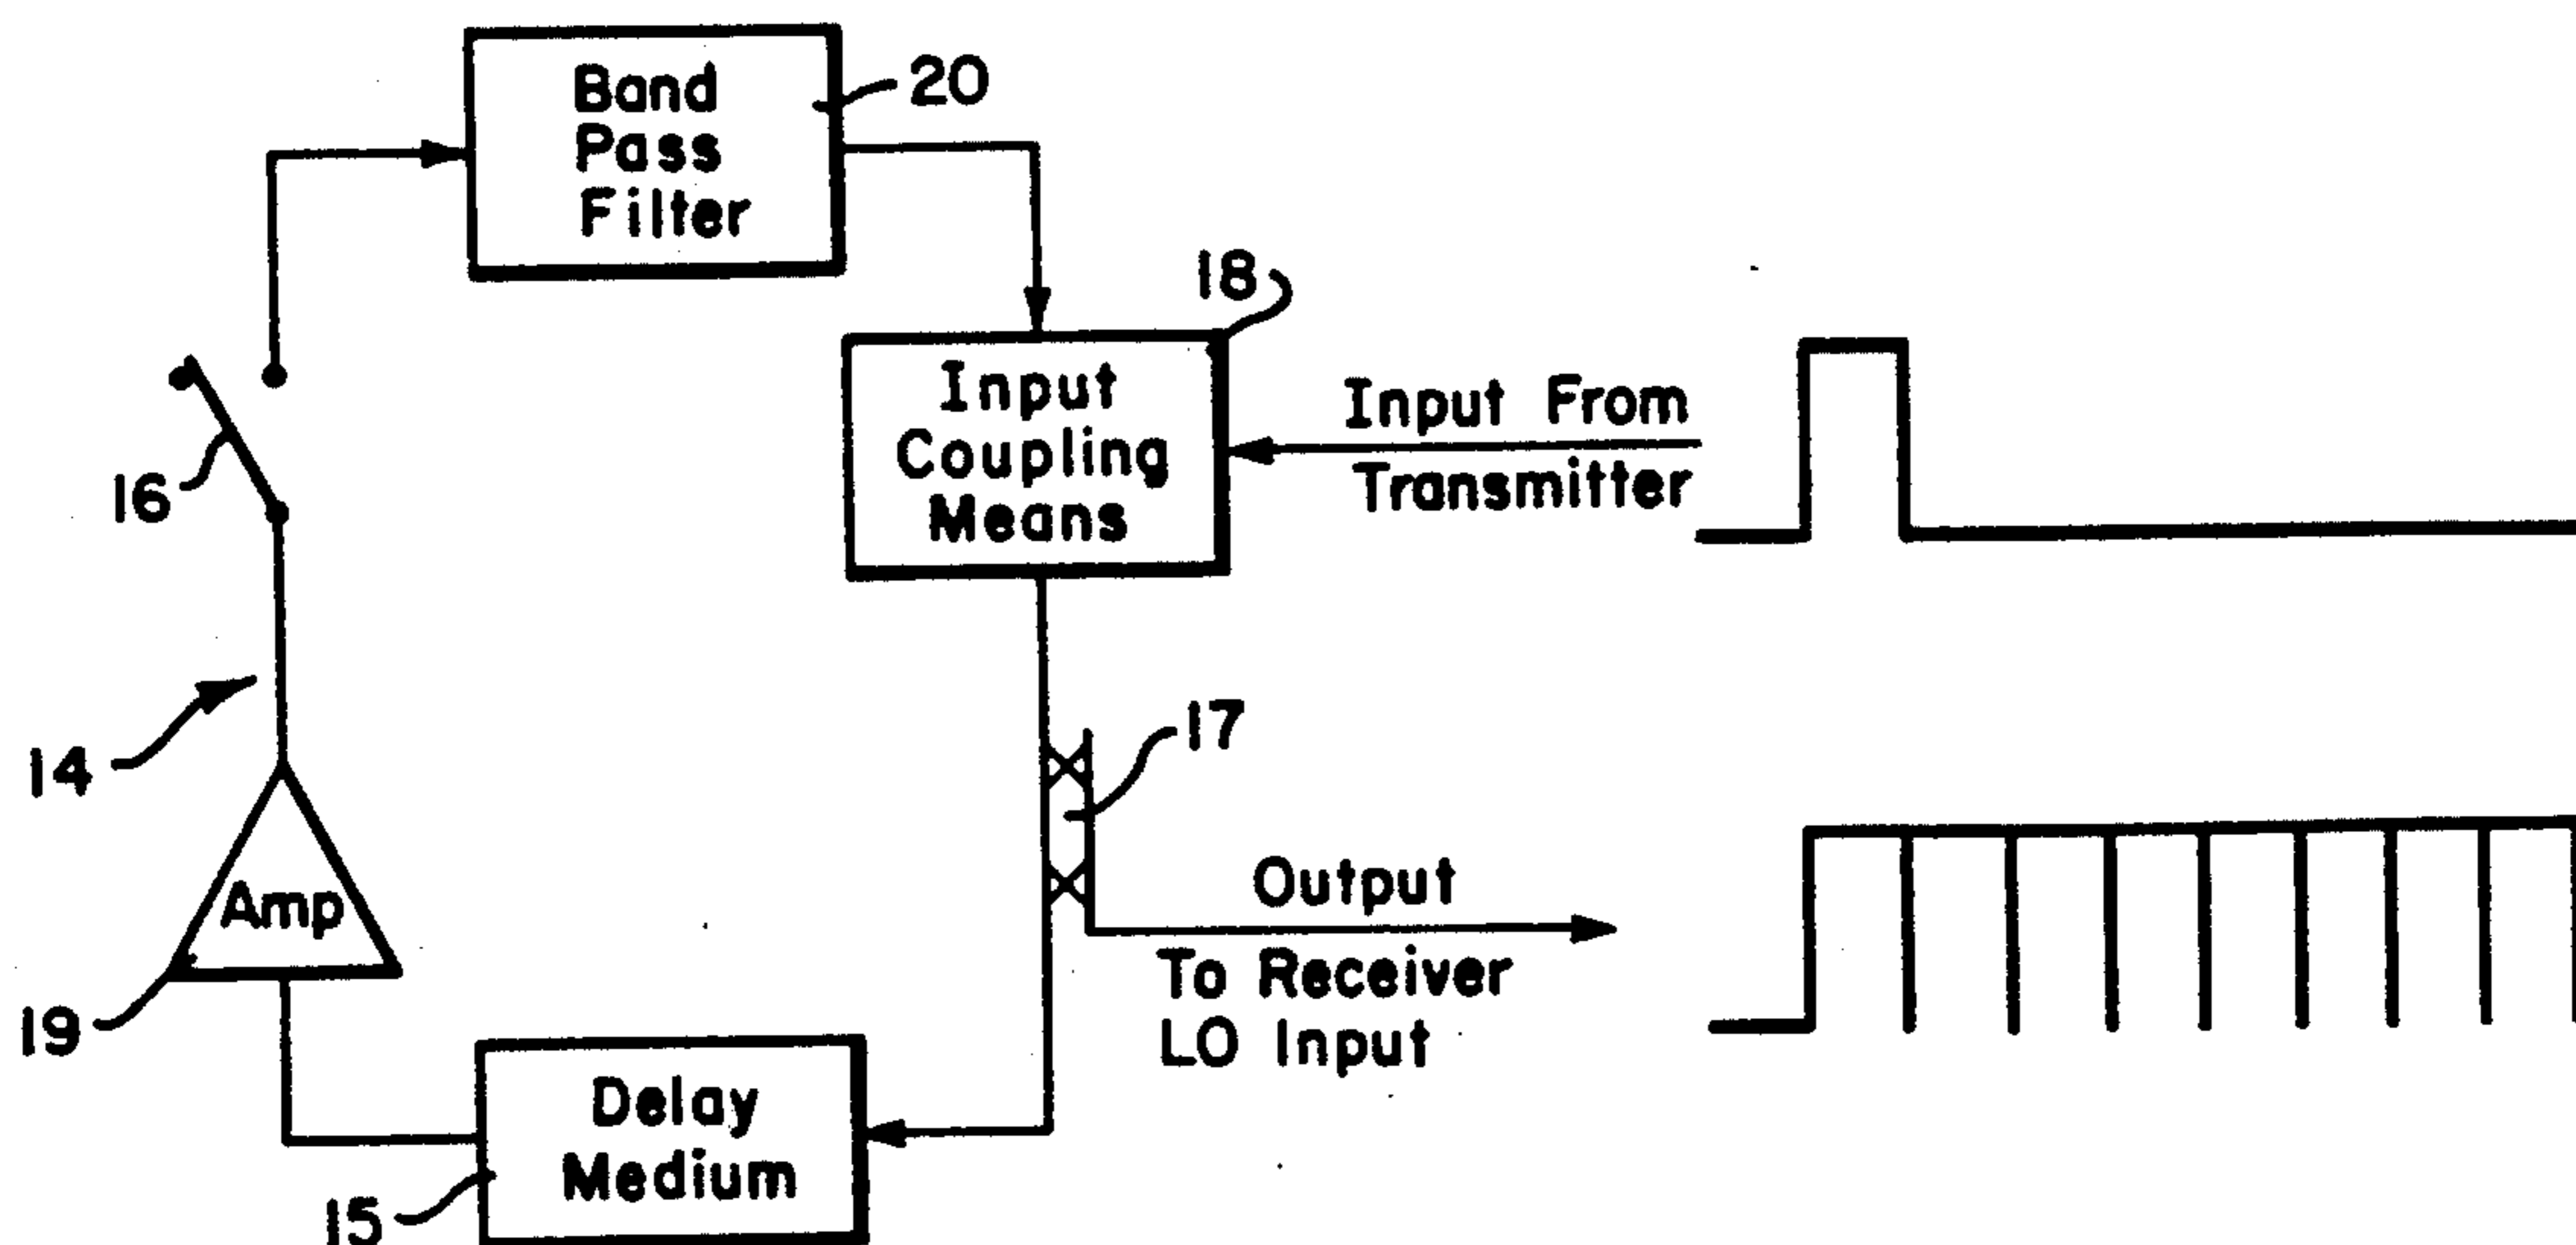 Band
Pass
Filter
20
18
Input
Coupling
Means
Input From
Transmitter
16
17
14
Output
To Receiver
LO Input
Amp
19
Delay
Medium
15